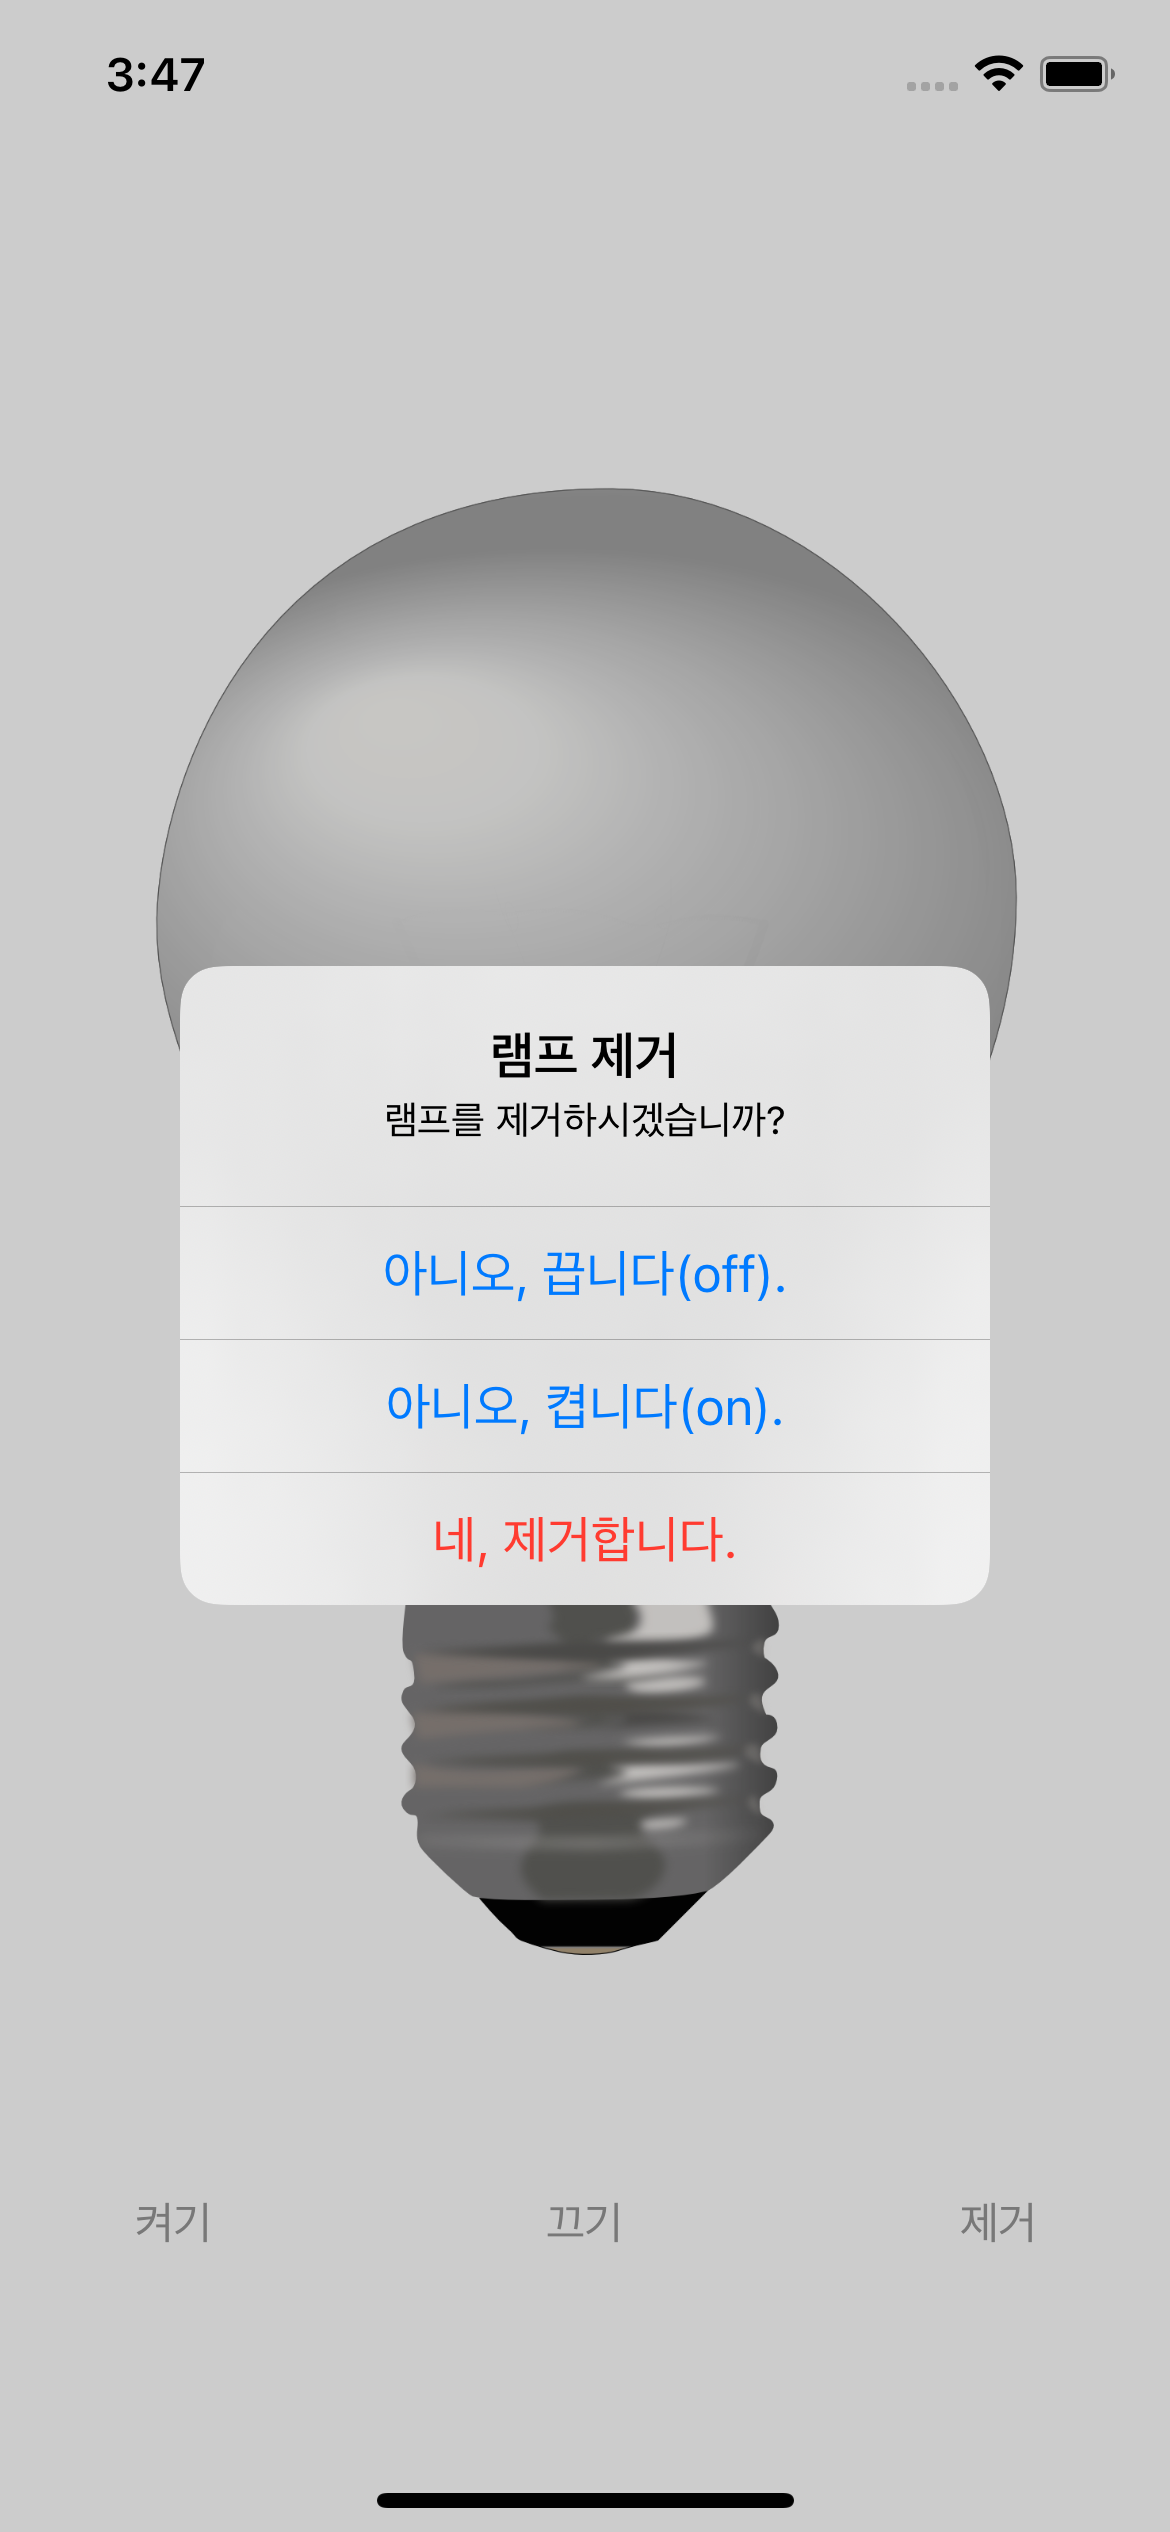 3:47
램프 제거
램프를 제거하시겠습니까?
아니오, 끕니다(off).
아니오, 켭니다(on).
네, 제거합니다.
켜기 끄기 제거